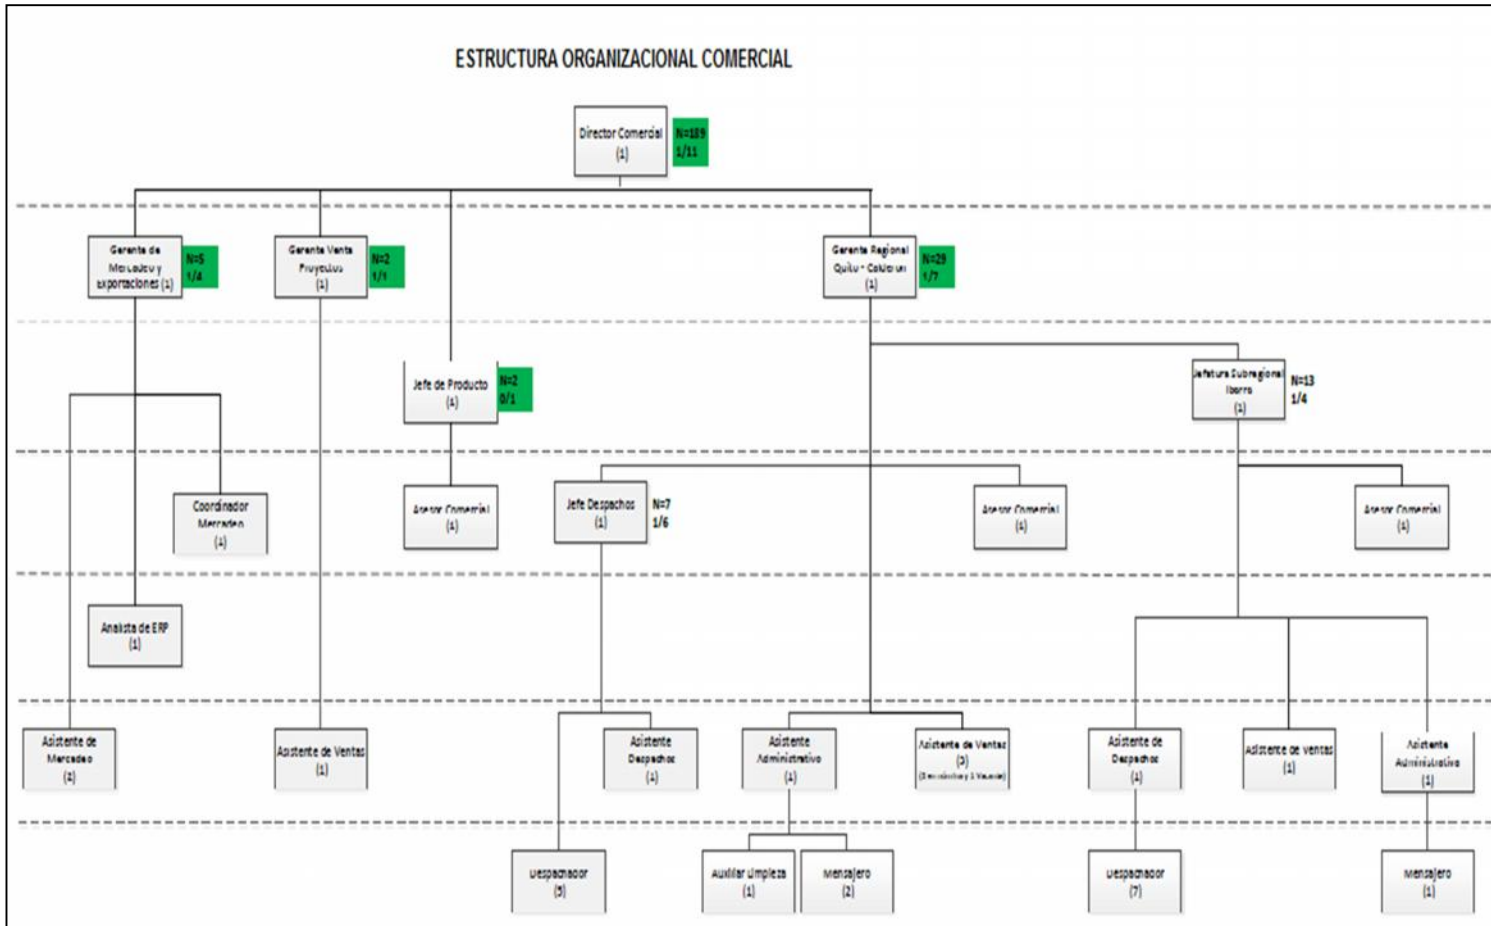 ESTRUCTURA ORGANIZACIONAL COMERCIAL
Director Comercial
(1)
N=189
1/11
Gerente de
Mercadeo y
Exportaciones (1)
N=5
1/4
Gerente Venta
Proyectos
(1)
N=2
1/1
Gerente Regional
Quito - Calderon
(1)
N=29
1/7
Jefe de Producto
(1)
N=2
0/1
Jefatura Subregional
Ibarra
(1)
N=13
1/4
Coordinador
Mercadeo
(1)
Asesor Comercial
(1)
Jefe Despachos
(1)
N=7
1/6
Asesor Comercial
(1)
Asesor Comercial
(1)
Analista de ERP
(1)
Asistente de
Mercadeo
Asistente de Ventas
(1)
Asistente
Despachos
(1)
Asistente
Administrativo
(1)
Asistente de Ventas
(3)
Asistente de
Despachos
(1)
Asistente de Ventas
(1)
Asistente
Administrativo
(1)
Despachador
(5)
Auxiliar Limpieza
(1)
Mensajero
(2)
Despachador
(7)
Mensajero
(1)